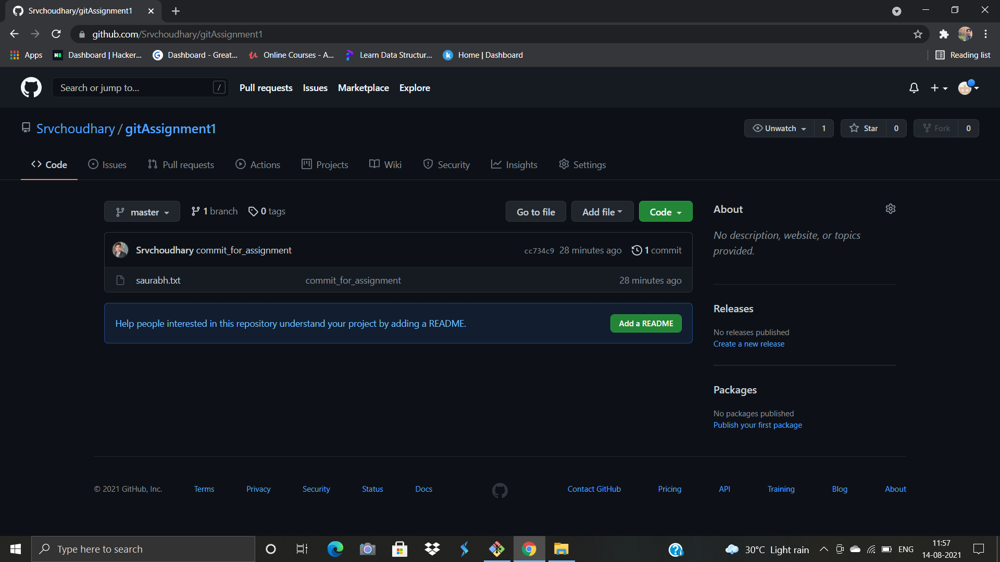 Srvchoudhary/gitAssignment1
github.com/Srvchoudhary/gitAssignment1
Apps Dashboard | Hacker... Dashboard - Great... Online Courses - A... Learn Data Structur... Home | Dashboard Reading list
Search or jump to... / Pull requests Issues Marketplace Explore
Srvchoudhary / gitAssignment1 Unwatch 1 Star 0 Fork 0
Code Issues Pull requests Actions Projects Wiki Security Insights Settings
master 1 branch 0 tags Go to file Add file Code
Srvchoudhary commit_for_assignment cc734c9 28 minutes ago 1 commit
saurabh.txt commit_for_assignment 28 minutes ago
Help people interested in this repository understand your project by adding a README. Add a README
About
No description, website, or topics
provided.
Releases
No releases published
Create a new release
Packages
No packages published
Publish your first package
© 2021 GitHub, Inc. Terms Privacy Security Status Docs Contact GitHub Pricing API Training Blog About
Type here to search 30°C Light rain ENG 11:57
14-08-2021